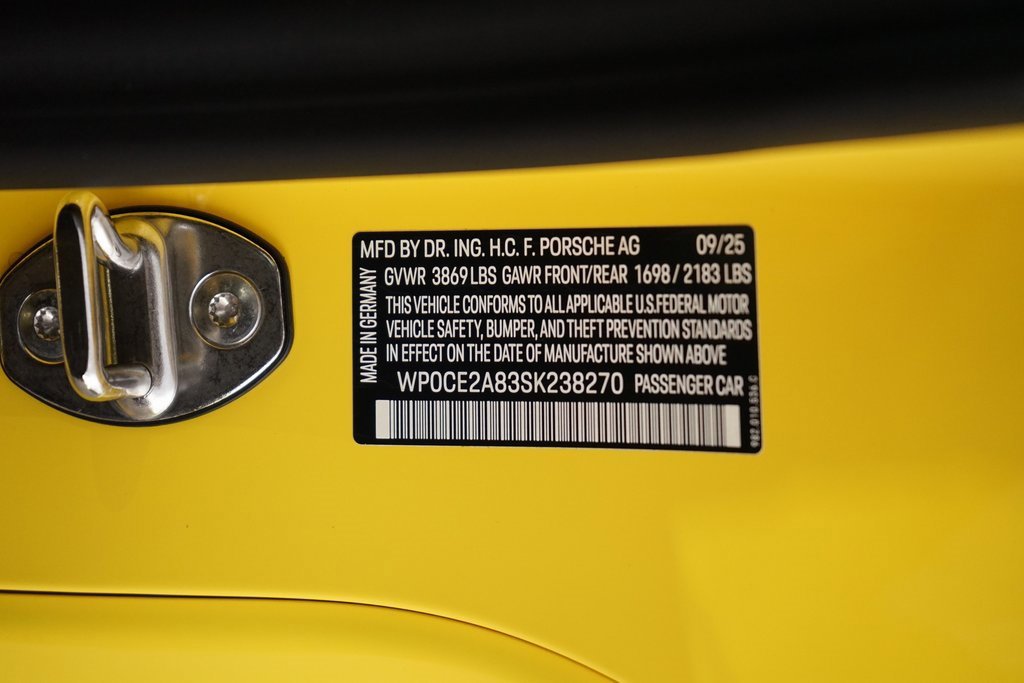 MFD BY DR. ING. H.C. F. PORSCHE AG 09/25
GVWR 3869 LBS GAWR FRONT/REAR 1698 / 2183 LBS
THIS VEHICLE CONFORMS TO ALL APPLICABLE U.S. FEDERAL MOTOR
VEHICLE SAFETY, BUMPER, AND THEFT PREVENTION STANDARDS
IN EFFECT ON THE DATE OF MANUFACTURE SHOWN ABOVE
MADE IN GERMANY
WP0CE2A83SK238270 PASSENGER CAR